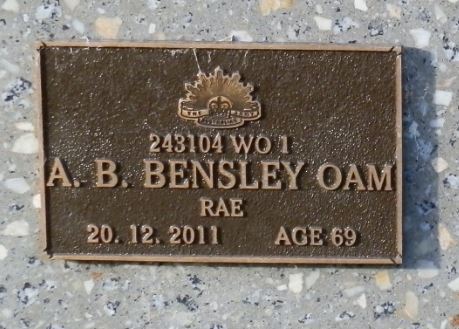 243104 WO 1
A. B. BENSLEY OAM
RAE
20. 12. 2011 AGE 69